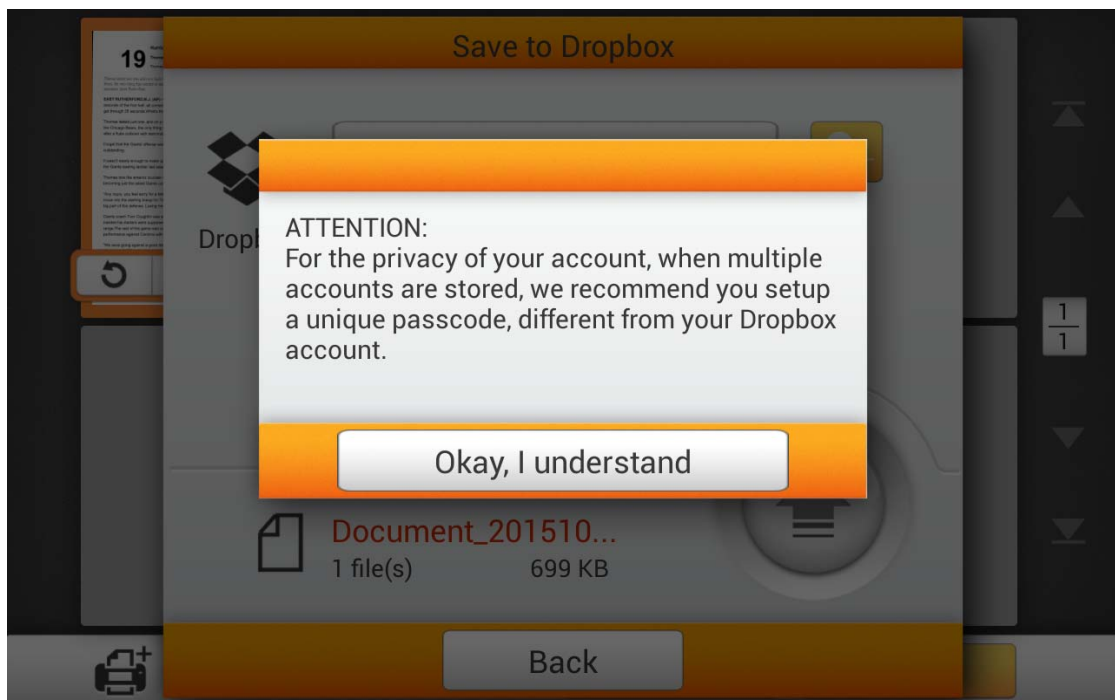 Save to Dropbox
19
ATTENTION:
For the privacy of your account, when multiple
accounts are stored, we recommend you setup
a unique passcode, different from your Dropbox
account.
Okay, I understand
Document_201510...
1 file(s) 699 KB
1
1
Back